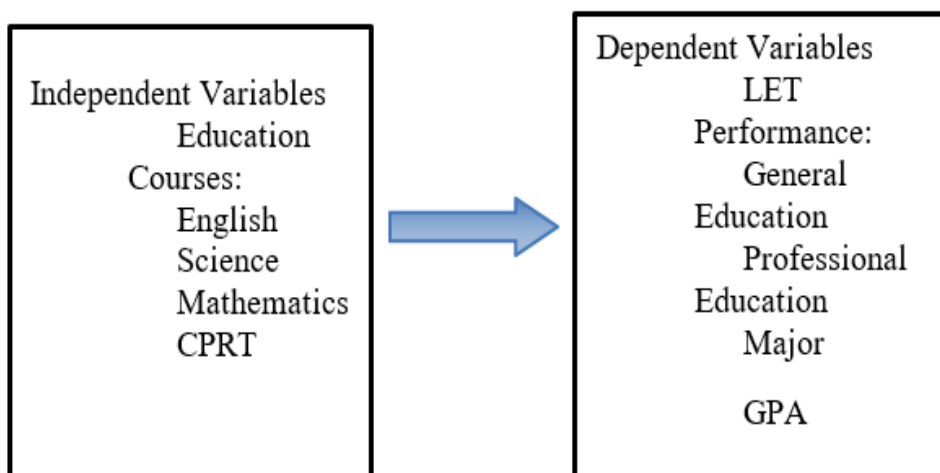 Independent Variables
Education
Courses:
English
Science
Mathematics
CPRT
Dependent Variables
LET
Performance:
General
Education
Professional
Education
Major
GPA